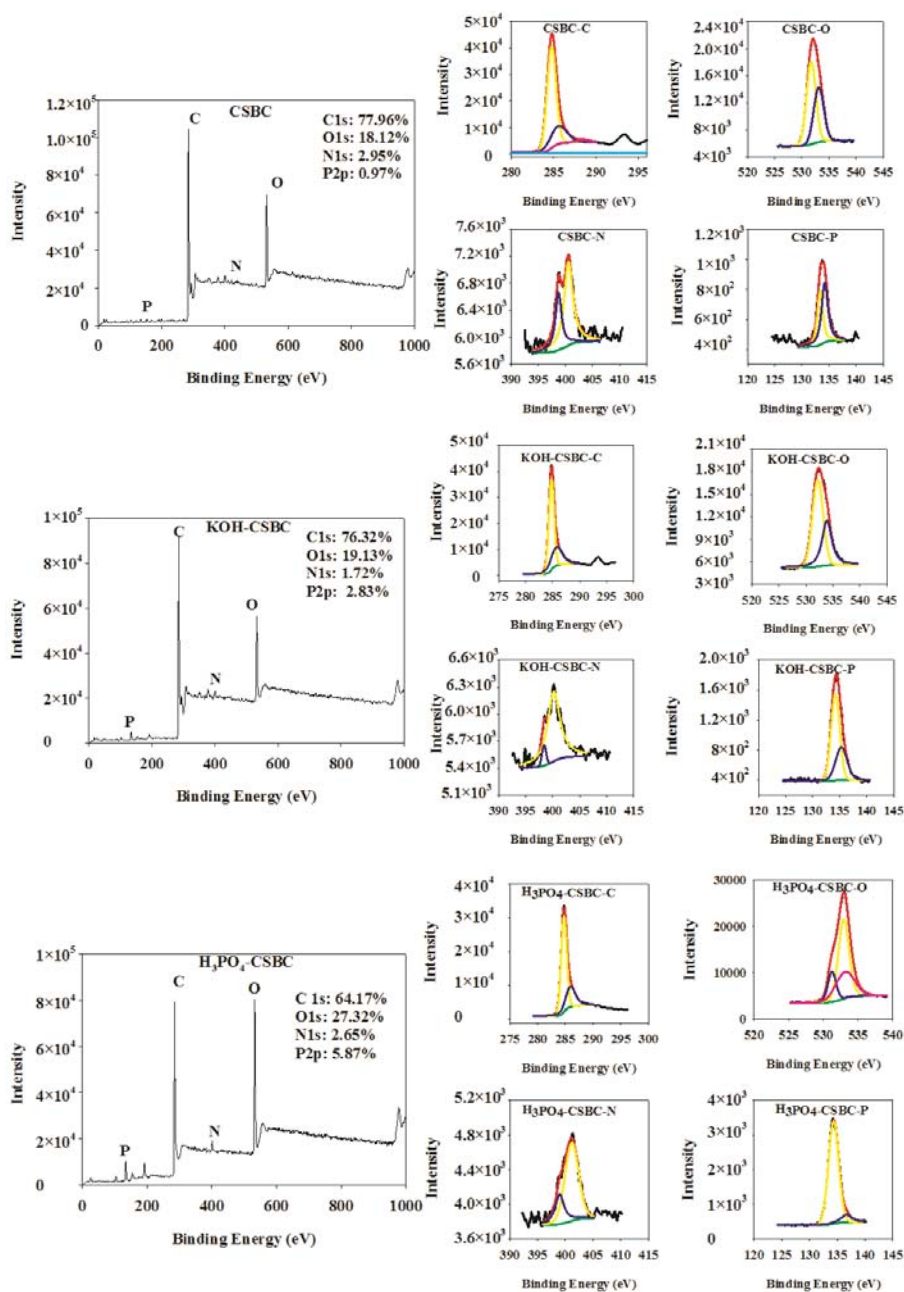 CSBC
C1s: 77.96%
O1s: 18.12%
N1s: 2.95%
P2p: 0.97%
Intensity
1.2×10⁵
1×10⁵
8×10⁴
6×10⁴
4×10⁴
2×10⁴
0
C
O
N
P
0 200 400 600 800 1000
Binding Energy (eV)
CSBC-C
Intensity
5×10⁴
4×10⁴
3×10⁴
2×10⁴
1×10⁴
0
280 285 290 295
Binding Energy (eV)
CSBC-O
Intensity
2.4×10⁴
2.0×10⁴
1.6×10⁴
1.2×10⁴
8×10³
4×10³
520 525 530 535 540 545
Binding Energy (eV)
CSBC-N
Intensity
7.6×10³
7.2×10³
6.8×10³
6.4×10³
6.0×10³
5.6×10³
390 395 400 405 410 415
Binding Energy (eV)
CSBC-P
Intensity
1.2×10³
1×10³
8×10²
6×10²
4×10²
120 125 130 135 140 145
Binding Energy (eV)
KOH-CSBC
C1s: 76.32%
O1s: 19.13%
N1s: 1.72%
P2p: 2.83%
Intensity
1×10⁵
8×10⁴
6×10⁴
4×10⁴
2×10⁴
0
C
O
N
P
0 200 400 600 800 1000
Binding Energy (eV)
KOH-CSBC-C
Intensity
5×10⁴
4×10⁴
3×10⁴
2×10⁴
1×10⁴
0
275 280 285 290 295 300
Binding Energy (eV)
KOH-CSBC-O
Intensity
2.1×10⁴
1.8×10⁴
1.5×10⁴
1.2×10⁴
9×10³
6×10³
3×10³
520 525 530 535 540 545
Binding Energy (eV)
KOH-CSBC-N
Intensity
6.6×10³
6.3×10³
6.0×10³
5.7×10³
5.4×10³
5.1×10³
390 395 400 405 410 415
Binding Energy (eV)
KOH-CSBC-P
Intensity
2.0×10³
1.6×10³
1.2×10³
8×10²
4×10²
120 125 130 135 140 145
Binding Energy (eV)
H₃PO₄-CSBC
C 1s: 64.17%
O1s: 27.32%
N1s: 2.65%
P2p: 5.87%
Intensity
1×10⁵
8×10⁴
6×10⁴
4×10⁴
2×10⁴
0
C
O
N
P
0 200 400 600 800 1000
Binding Energy (eV)
H₃PO4-CSBC-C
Intensity
4×10⁴
3×10⁴
2×10⁴
1×10⁴
0
275 280 285 290 295 300
Binding Energy (eV)
H₃PO4-CSBC-O
Intensity
30000
20000
10000
0
520 525 530 535 540
Binding Energy (eV)
H₃PO4-CSBC-N
Intensity
5.2×10³
4.8×10³
4.4×10³
4.0×10³
3.6×10³
390 395 400 405 410 415
Binding Energy (eV)
H₃PO4-CSBC-P
Intensity
4×10³
3×10³
2×10³
1×10³
0
120 125 130 135 140 145
Binding Energy (eV)